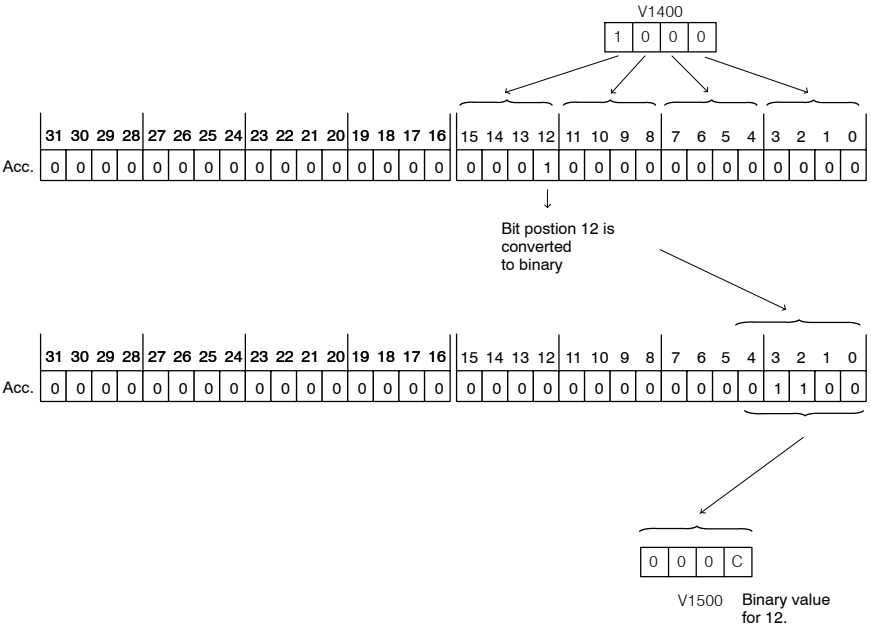 V1400
1 0 0 0
31 30 29 28 27 26 25 24 23 22 21 20 19 18 17 16 15 14 13 12 11 10 9 8 7 6 5 4 3 2 1 0
Acc. 0 0 0 0 0 0 0 0 0 0 0 0 0 0 0 0 0 0 0 1 0 0 0 0 0 0 0 0 0 0 0 0
Bit postion 12 is
converted
to binary
31 30 29 28 27 26 25 24 23 22 21 20 19 18 17 16 15 14 13 12 11 10 9 8 7 6 5 4 3 2 1 0
Acc. 0 0 0 0 0 0 0 0 0 0 0 0 0 0 0 0 0 0 0 0 0 0 0 0 0 0 0 0 1 1 0 0
0 0 0 C
V1500 Binary value
for 12.